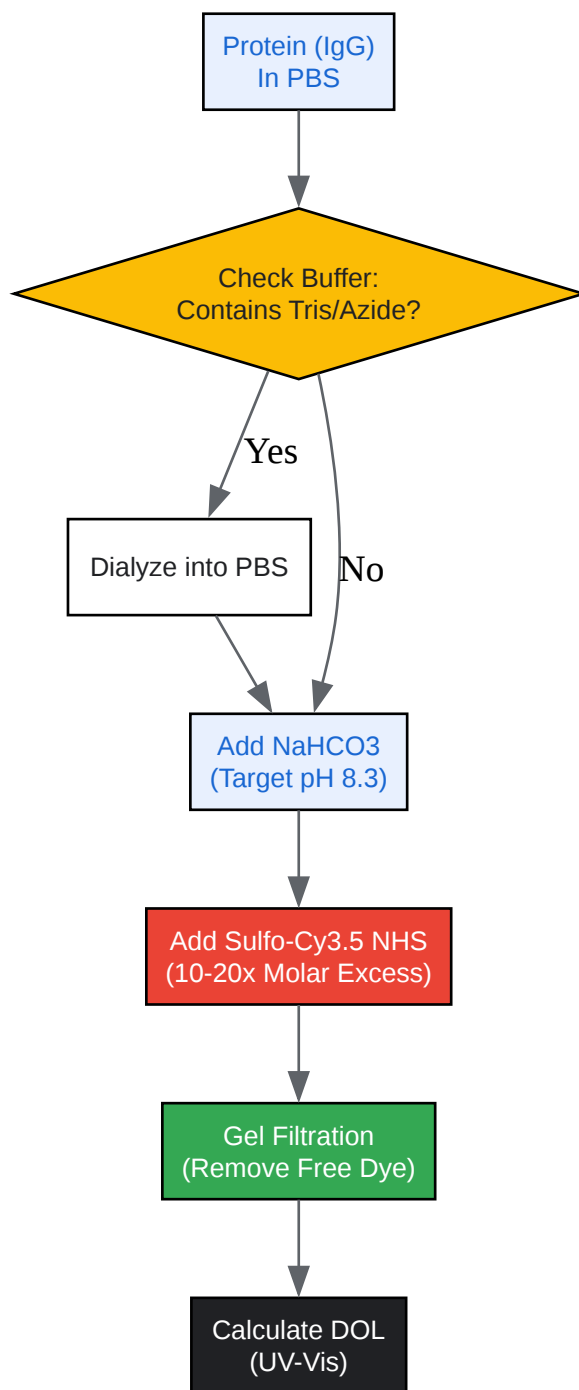 Protein (IgG)
In PBS
Check Buffer:
Contains Tris/Azide?
Yes
Dialyze into PBS
No
Add NaHCO3
(Target pH 8.3)
Add Sulfo-Cy3.5 NHS
(10-20x Molar Excess)
Gel Filtration
(Remove Free Dye)
Calculate DOL
(UV-Vis)